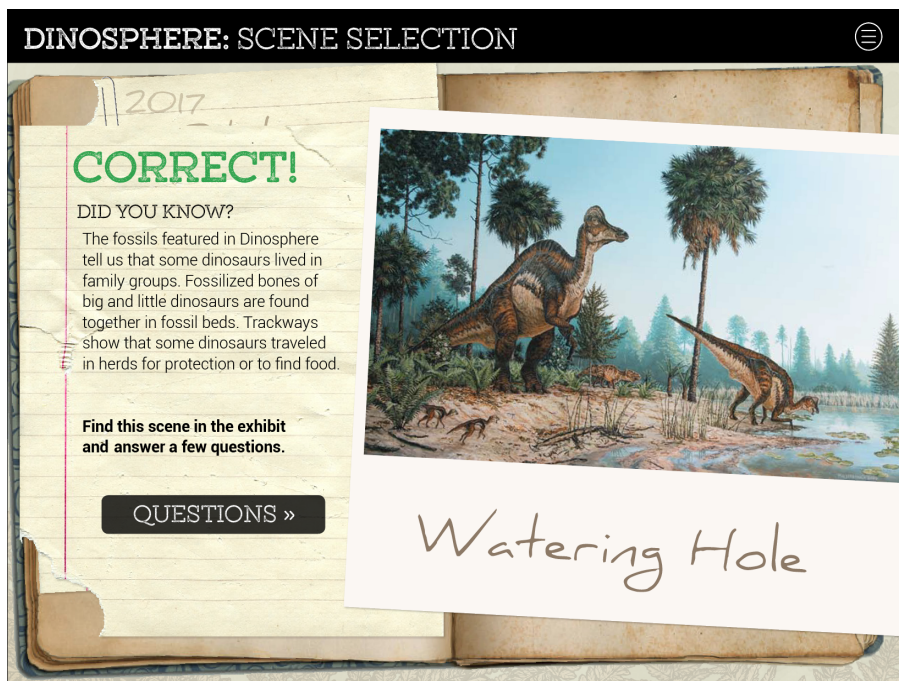 DINOSPHERE: SCENE SELECTION
2017
CORRECT!
DID YOU KNOW?
The fossils featured in Dinosphere
tell us that some dinosaurs lived in
family groups. Fossilized bones of
big and little dinosaurs are found
together in fossil beds. Trackways
show that some dinosaurs traveled
in herds for protection or to find food.
Find this scene in the exhibit
and answer a few questions.
QUESTIONS »
Watering Hole